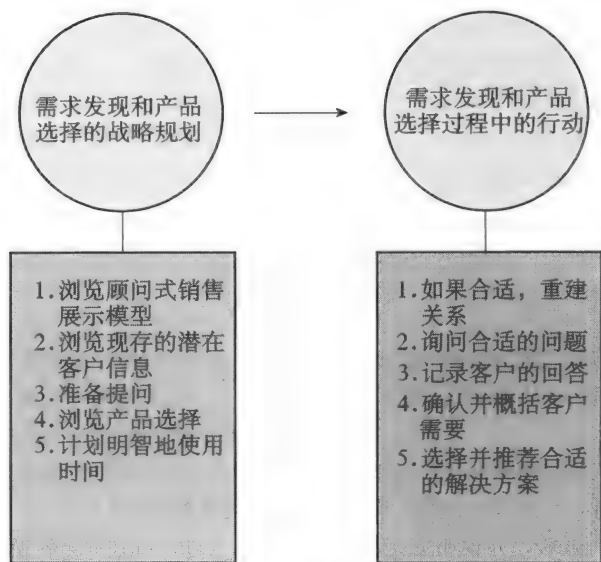 需求发现和产品
选择的战略规划
需求发现和产品
选择过程中的行动
1.浏览顾问式销售
展示模型
2.浏览现存的潜在
客户信息
3.准备提问
4.浏览产品选择
5.计划明智地使用
时间
1.如果合适，重建
关系
2.询问合适的问题
3.记录客户的回答
4.确认并概括客户
需要
5.选择并推荐合适
的解决方案